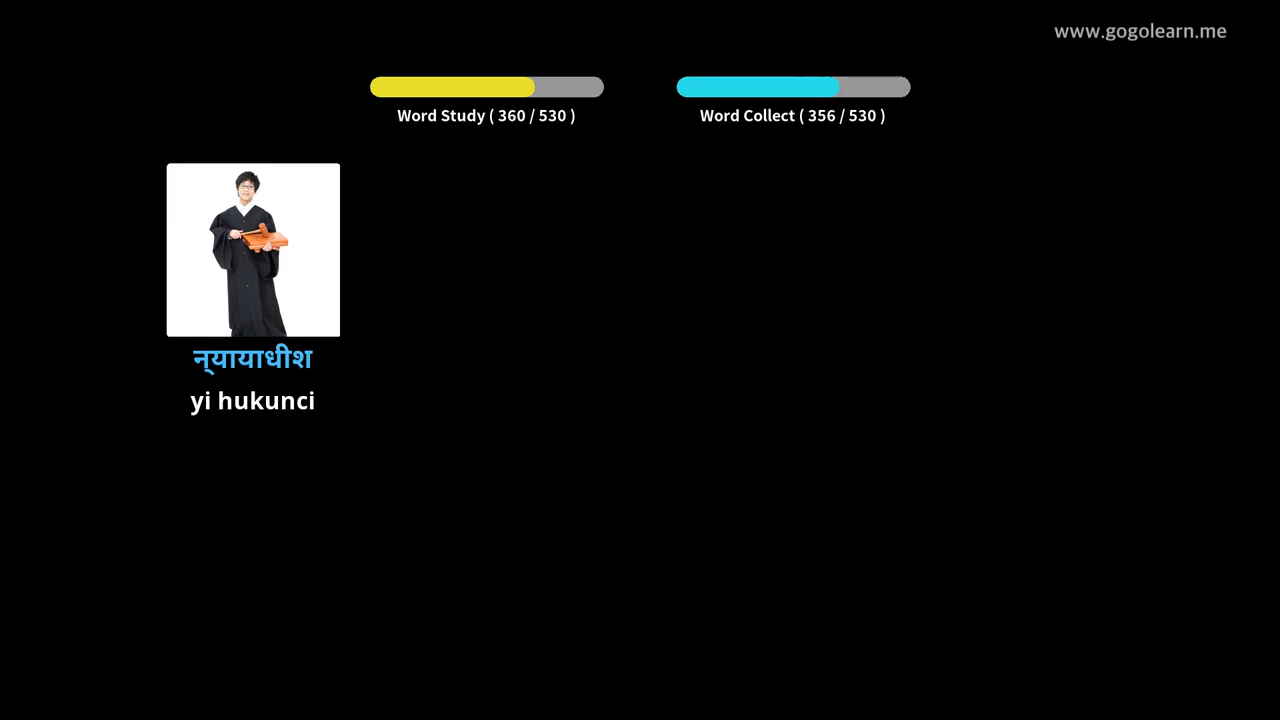 www.gogolearn.me
Word Study ( 360 / 530 )
Word Collect ( 356 / 530 )
न्यायाधीश
yi hukunci